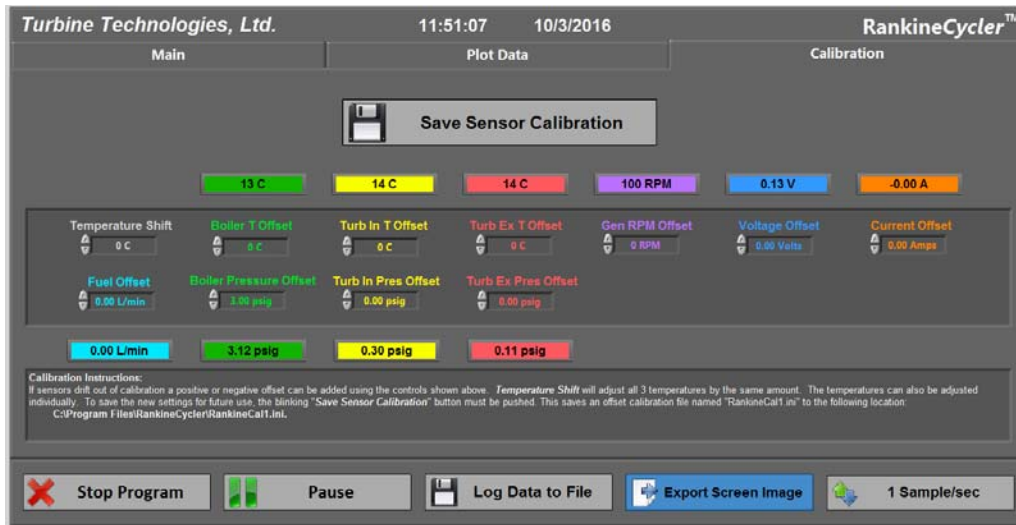 Turbine Technologies, Ltd. 11:51:07 10/3/2016 RankineCycler™
Main Plot Data Calibration
Save Sensor Calibration
13 C 14 C 14 C 100 RPM 0.13 V -0.00 A
Temperature Shift Boiler T Offset Turb In T Offset Turb Ex T Offset Gen RPM Offset Voltage Offset Current Offset
0 C 0 C 0 C 0 C 0 RPM 0.00 Volts 0.00 Amps
Fuel Offset Boiler Pressure Offset Turb In Pres Offset Turb Ex Pres Offset
0.00 L/min 3.00 psig 0.00 psig 0.00 psig
0.00 L/min 3.12 psig 0.30 psig 0.11 psig
Calibration Instructions:
If sensors drift out of calibration a positive or negative offset can be added using the controls shown above. Temperature Shift will adjust all 3 temperatures by the same amount. The temperatures can also be adjusted
individually. To save the new settings for future use, the blinking "Save Sensor Calibration" button must be pushed. This saves an offset calibration file named "RankineCal1.ini" to the following location:
C:\Program Files\RankineCycler\RankineCal1.ini.
Stop Program Pause Log Data to File Export Screen Image 1 Sample/sec